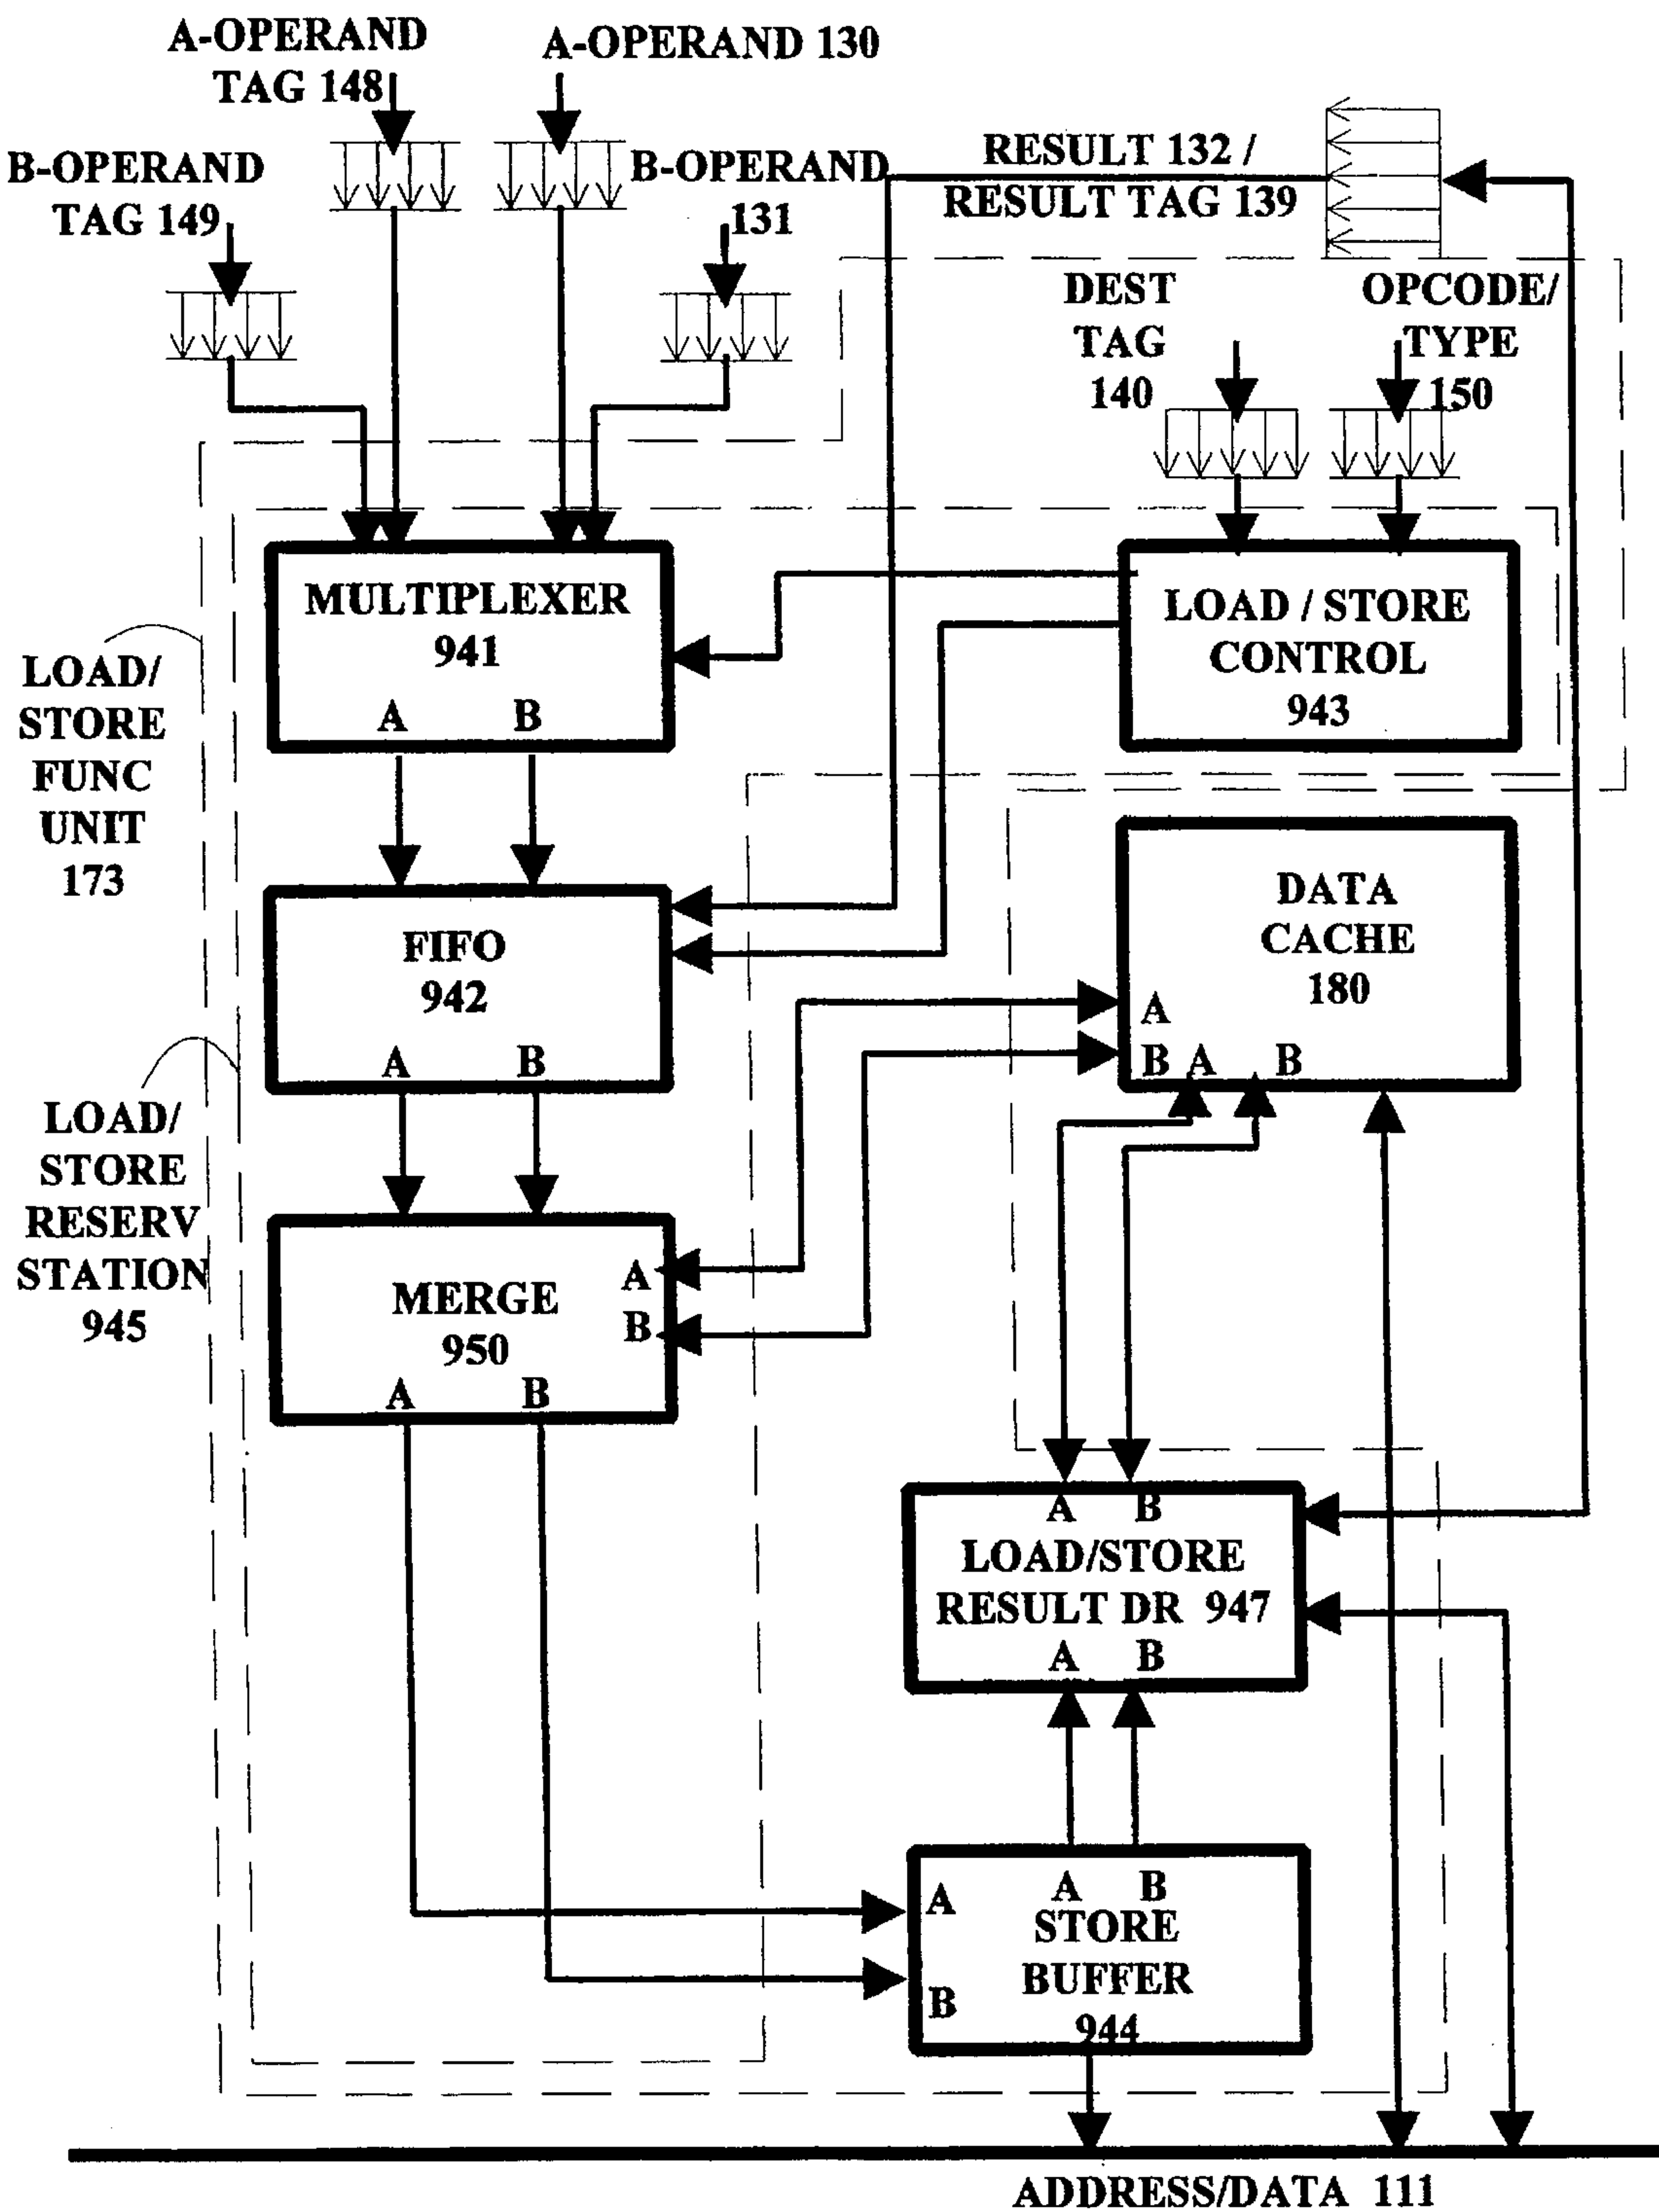 A-OPERAND
TAG 148
A-OPERAND 130
B-OPERAND
TAG 149
B-OPERAND
131
RESULT 132 /
RESULT TAG 139
DEST
TAG
140
OPCODE/
TYPE
150
MULTIPLEXER
941
A B
LOAD / STORE
CONTROL
943
LOAD/
STORE
FUNC
UNIT
173
FIFO
942
A B
DATA
CACHE
180
A
B A B
LOAD/
STORE
RESERV
STATION
945
MERGE
950
A
B
A B
A B
LOAD/STORE
RESULT DR 947
A B
A B
A
STORE
BUFFER
B
944
ADDRESS/DATA 111